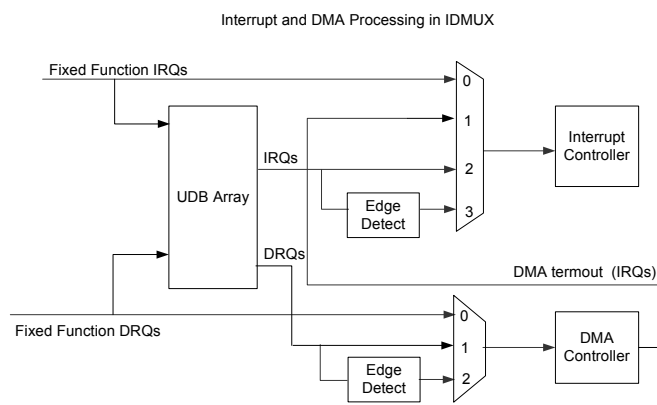 Interrupt and DMA Processing in IDMUX
Fixed Function IRQs
0
1
UDB Array
IRQs
2
Interrupt
Controller
Edge
Detect
3
DRQs
DMA termout (IRQs)
Fixed Function DRQs
0
1
DMA
Controller
Edge
Detect
2